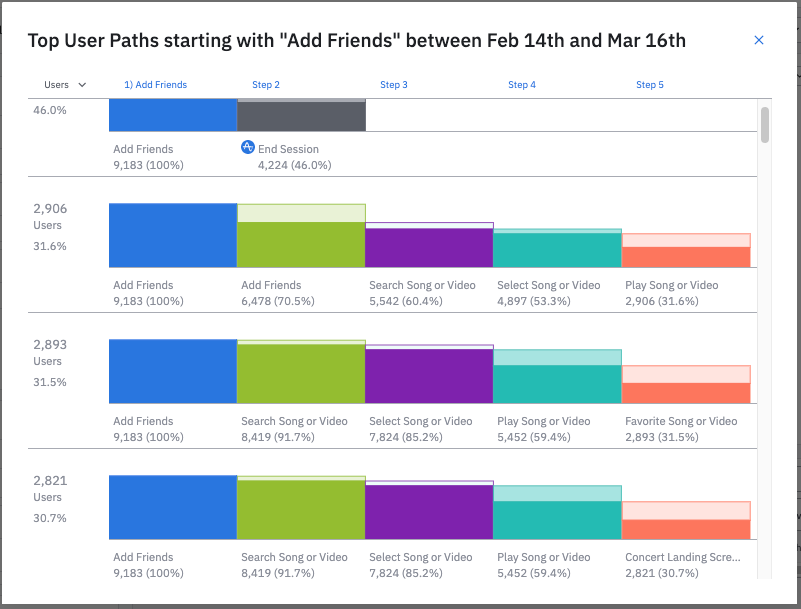 Top User Paths starting with "Add Friends" between Feb 14th and Mar 16th
Users 1) Add Friends Step 2 Step 3 Step 4 Step 5
46.0%
Add Friends End Session
9,183 (100%) 4,224 (46.0%)
2,906
Users
31.6%
Add Friends Add Friends Search Song or Video Select Song or Video Play Song or Video
9,183 (100%) 6,478 (70.5%) 5,542 (60.4%) 4,897 (53.3%) 2,906 (31.6%)
2,893
Users
31.5%
Add Friends Search Song or Video Select Song or Video Play Song or Video Favorite Song or Video
9,183 (100%) 8,419 (91.7%) 7,824 (85.2%) 5,452 (59.4%) 2,893 (31.5%)
2,821
Users
30.7%
Add Friends Search Song or Video Select Song or Video Play Song or Video Concert Landing Scre...
9,183 (100%) 8,419 (91.7%) 7,824 (85.2%) 5,452 (59.4%) 2,821 (30.7%)